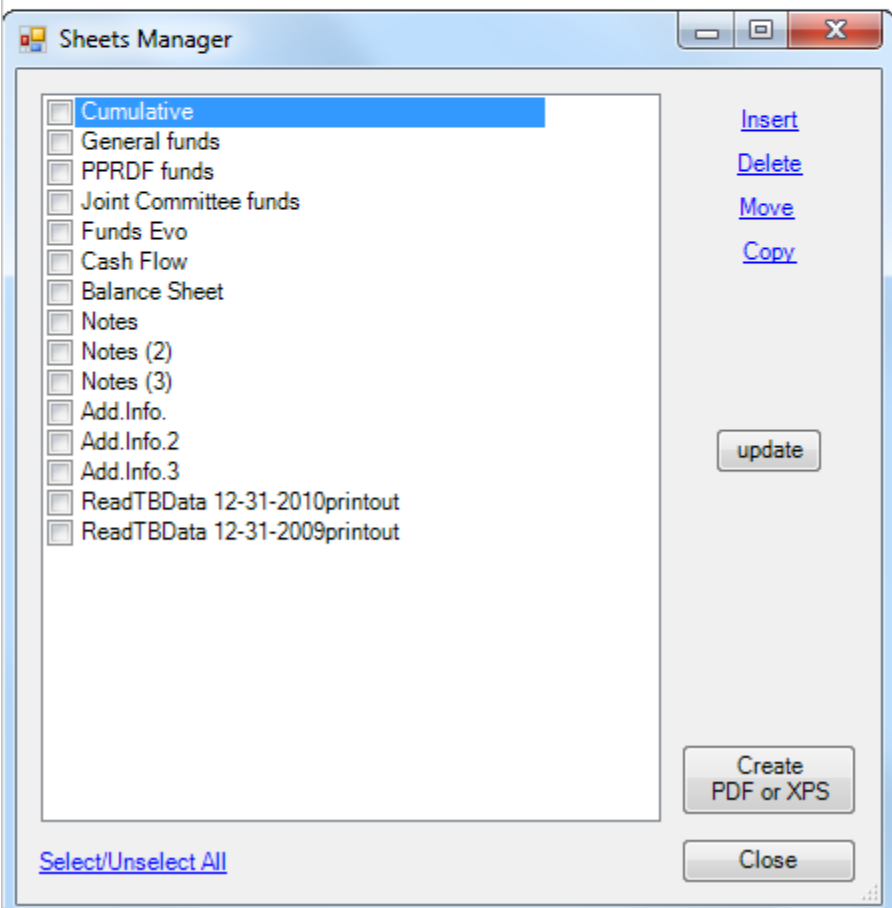 Sheets Manager
Cumulative
General funds
PPRDF funds
Joint Committee funds
Funds Evo
Cash Flow
Balance Sheet
Notes
Notes (2)
Notes (3)
Add.Info.
Add.Info.2
Add.Info.3
ReadTBData 12-31-2010printout
ReadTBData 12-31-2009printout
Insert
Delete
Move
Copy
update
Create
PDF or XPS
Select/Unselect All
Close